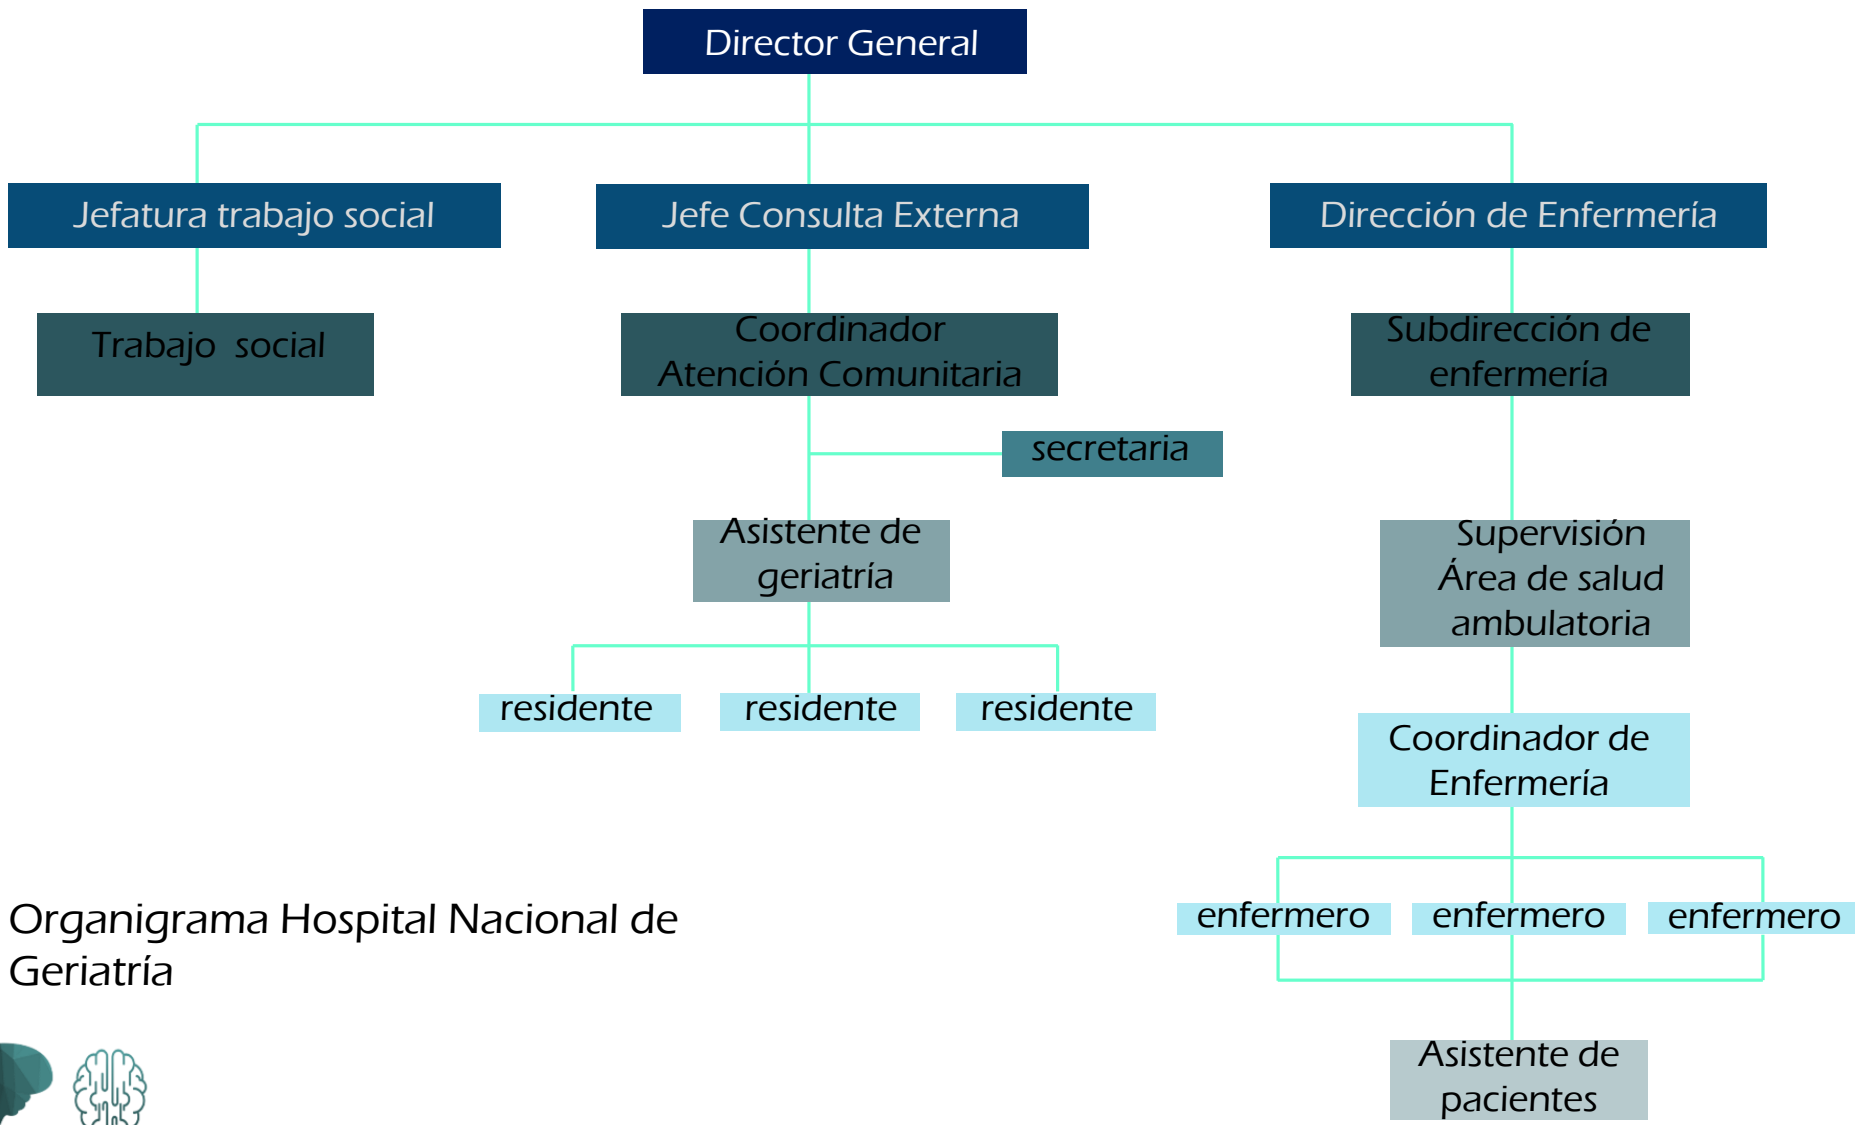 Director General
Jefatura trabajo social
Jefe Consulta Externa
Dirección de Enfermería
Trabajo social
Coordinador
Atención Comunitaria
Subdirección de
enfermería
secretaria
Asistente de
geriatría
Supervisión
Área de salud
ambulatoria
residente
residente
residente
Coordinador de
Enfermería
enfermero
enfermero
enfermero
Organigrama Hospital Nacional de
Geriatría
Asistente de
pacientes